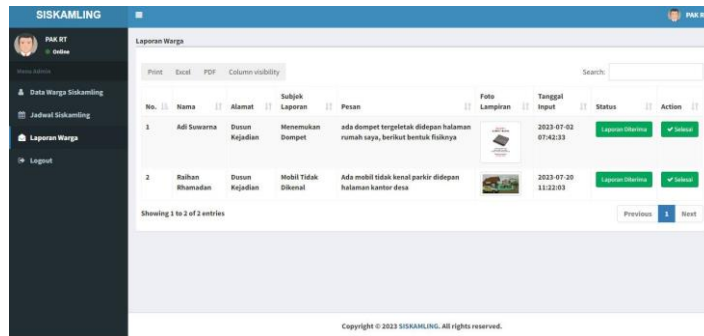 SISKAMLING
PAK R
PAK RT
Online
Menu Admin
Data Warga Siskamling
Jadwal Siskamling
Laporan Warga
Logout
Laporan Warga
Print Excel PDF Column visibility
Search:
No. Nama Alamat Subjek Laporan Pesan Foto Lampiran Tanggal Input Status Action
1 Adi Suwarna Dusun Kejadian Menemukan Dompet ada dompet tergeletak didepan halaman rumah saya, berikut bentuk fisiknya 2023-07-02 07:42:33 Laporan Diterima Selesai
2 Raihan Rhamadan Dusun Kejadian Mobil Tidak Dikenal Ada mobil tidak kenal parkir didepan halaman kantor desa 2023-07-20 11:22:03 Laporan Diterima Selesai
Showing 1 to 2 of 2 entries
Previous 1 Next
Copyright © 2023 SISKAMLING. All rights reserved.